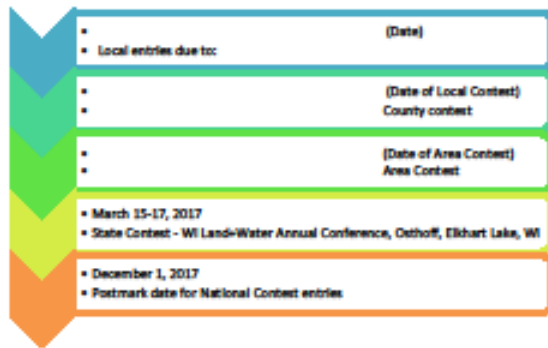 (Date)
Local entries due to:
(Date of Local Contest)
County contest
(Date of Area Contest)
Area Contest
March 15-17, 2017
State Contest - WI Land+Water Annual Conference, Osthoff, Elkhart Lake, WI
December 1, 2017
Postmark date for National Contest entries